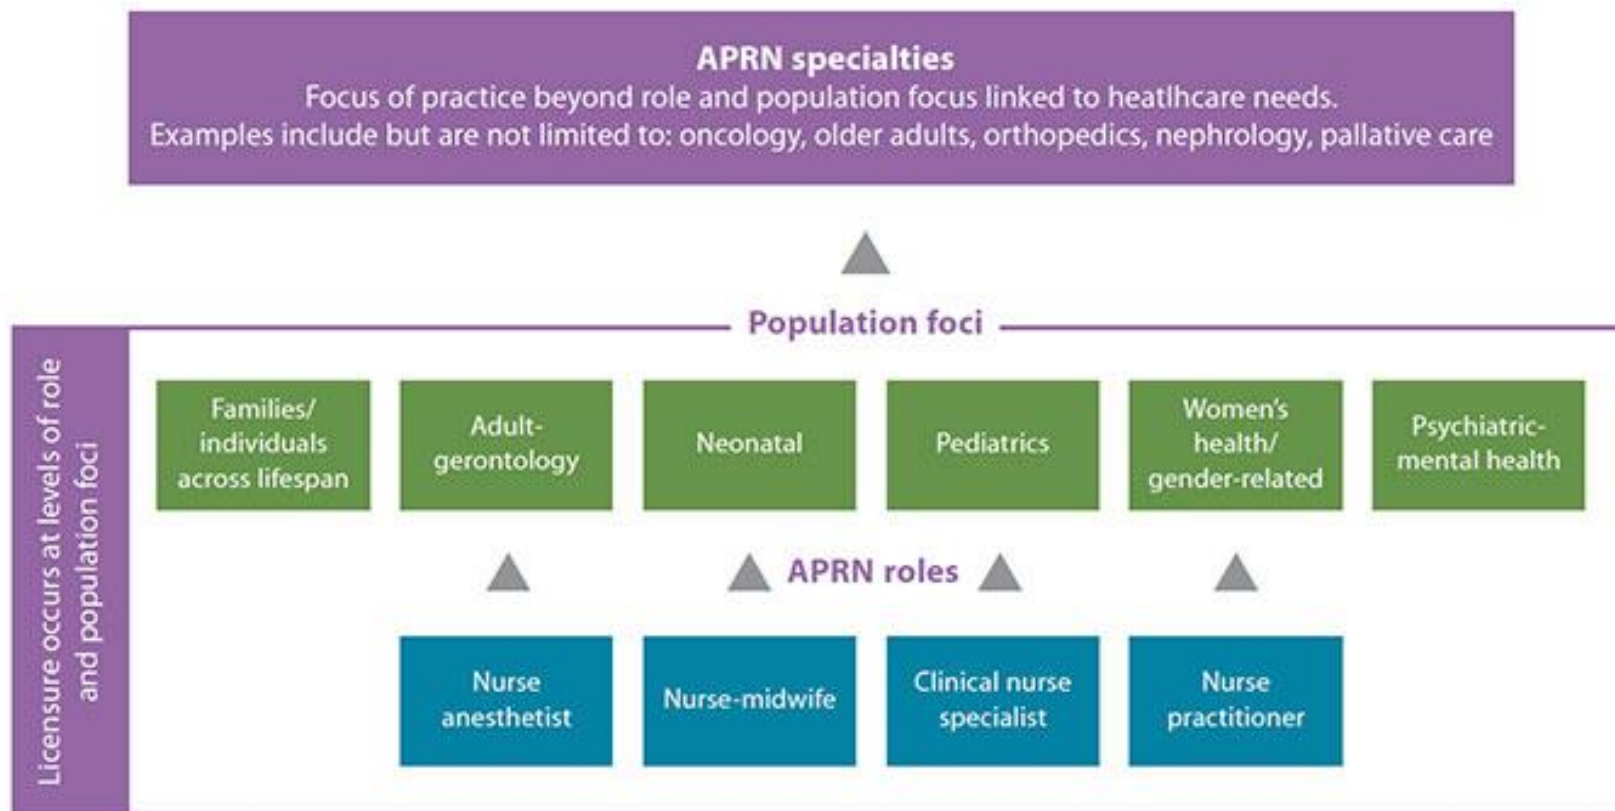 APRN specialties
Focus of practice beyond role and population focus linked to heatlhcare needs.
Examples include but are not limited to: oncology, older adults, orthopedics, nephrology, pallative care
Population foci
Licensure occurs at levels of role
and population foci
Families/
individuals
across lifespan
Adult-
gerontology
Neonatal
Pediatrics
Women's
health/
gender-related
Psychiatric-
mental health
APRN roles
Nurse
anesthetist
Nurse-midwife
Clinical nurse
specialist
Nurse
practitioner